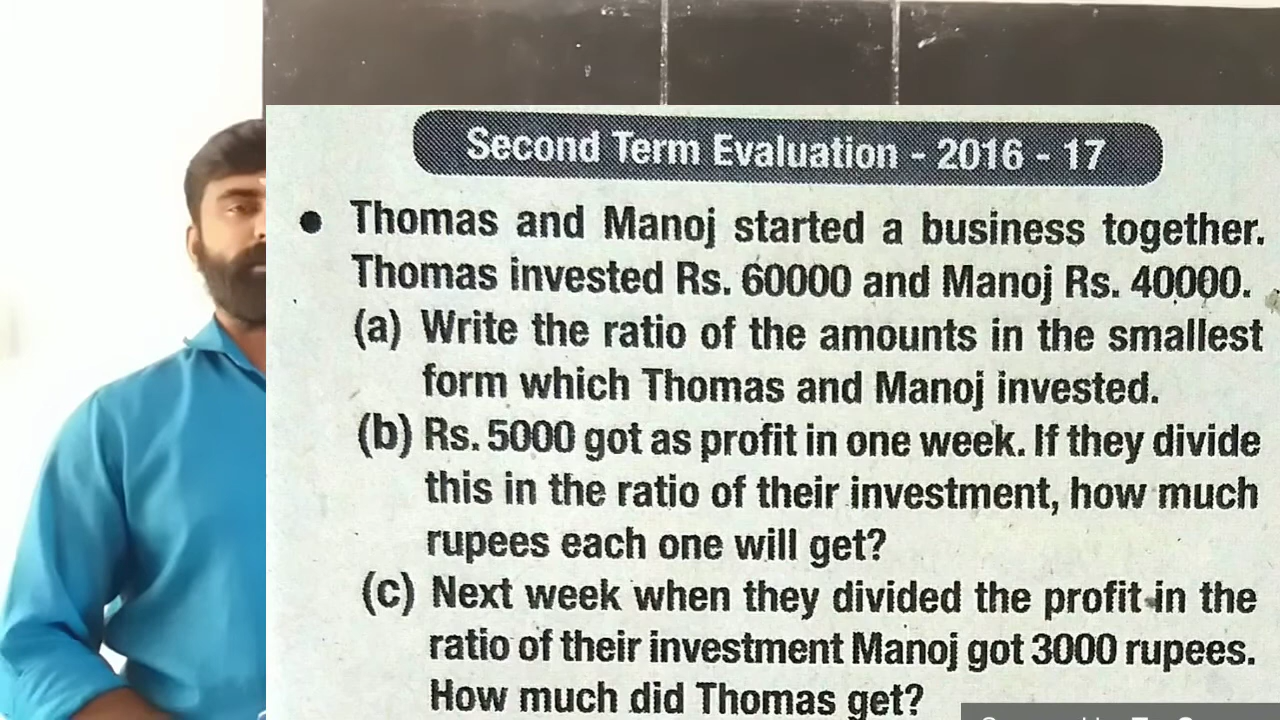 Second Term Evaluation - 2016 - 17
● Thomas and Manoj started a business together.
Thomas invested Rs. 60000 and Manoj Rs. 40000.
(a) Write the ratio of the amounts in the smallest
form which Thomas and Manoj invested.
(b) Rs. 5000 got as profit in one week. If they divide
this in the ratio of their investment, how much
rupees each one will get?
(c) Next week when they divided the profit in the
ratio of their investment Manoj got 3000 rupees.
How much did Thomas get?